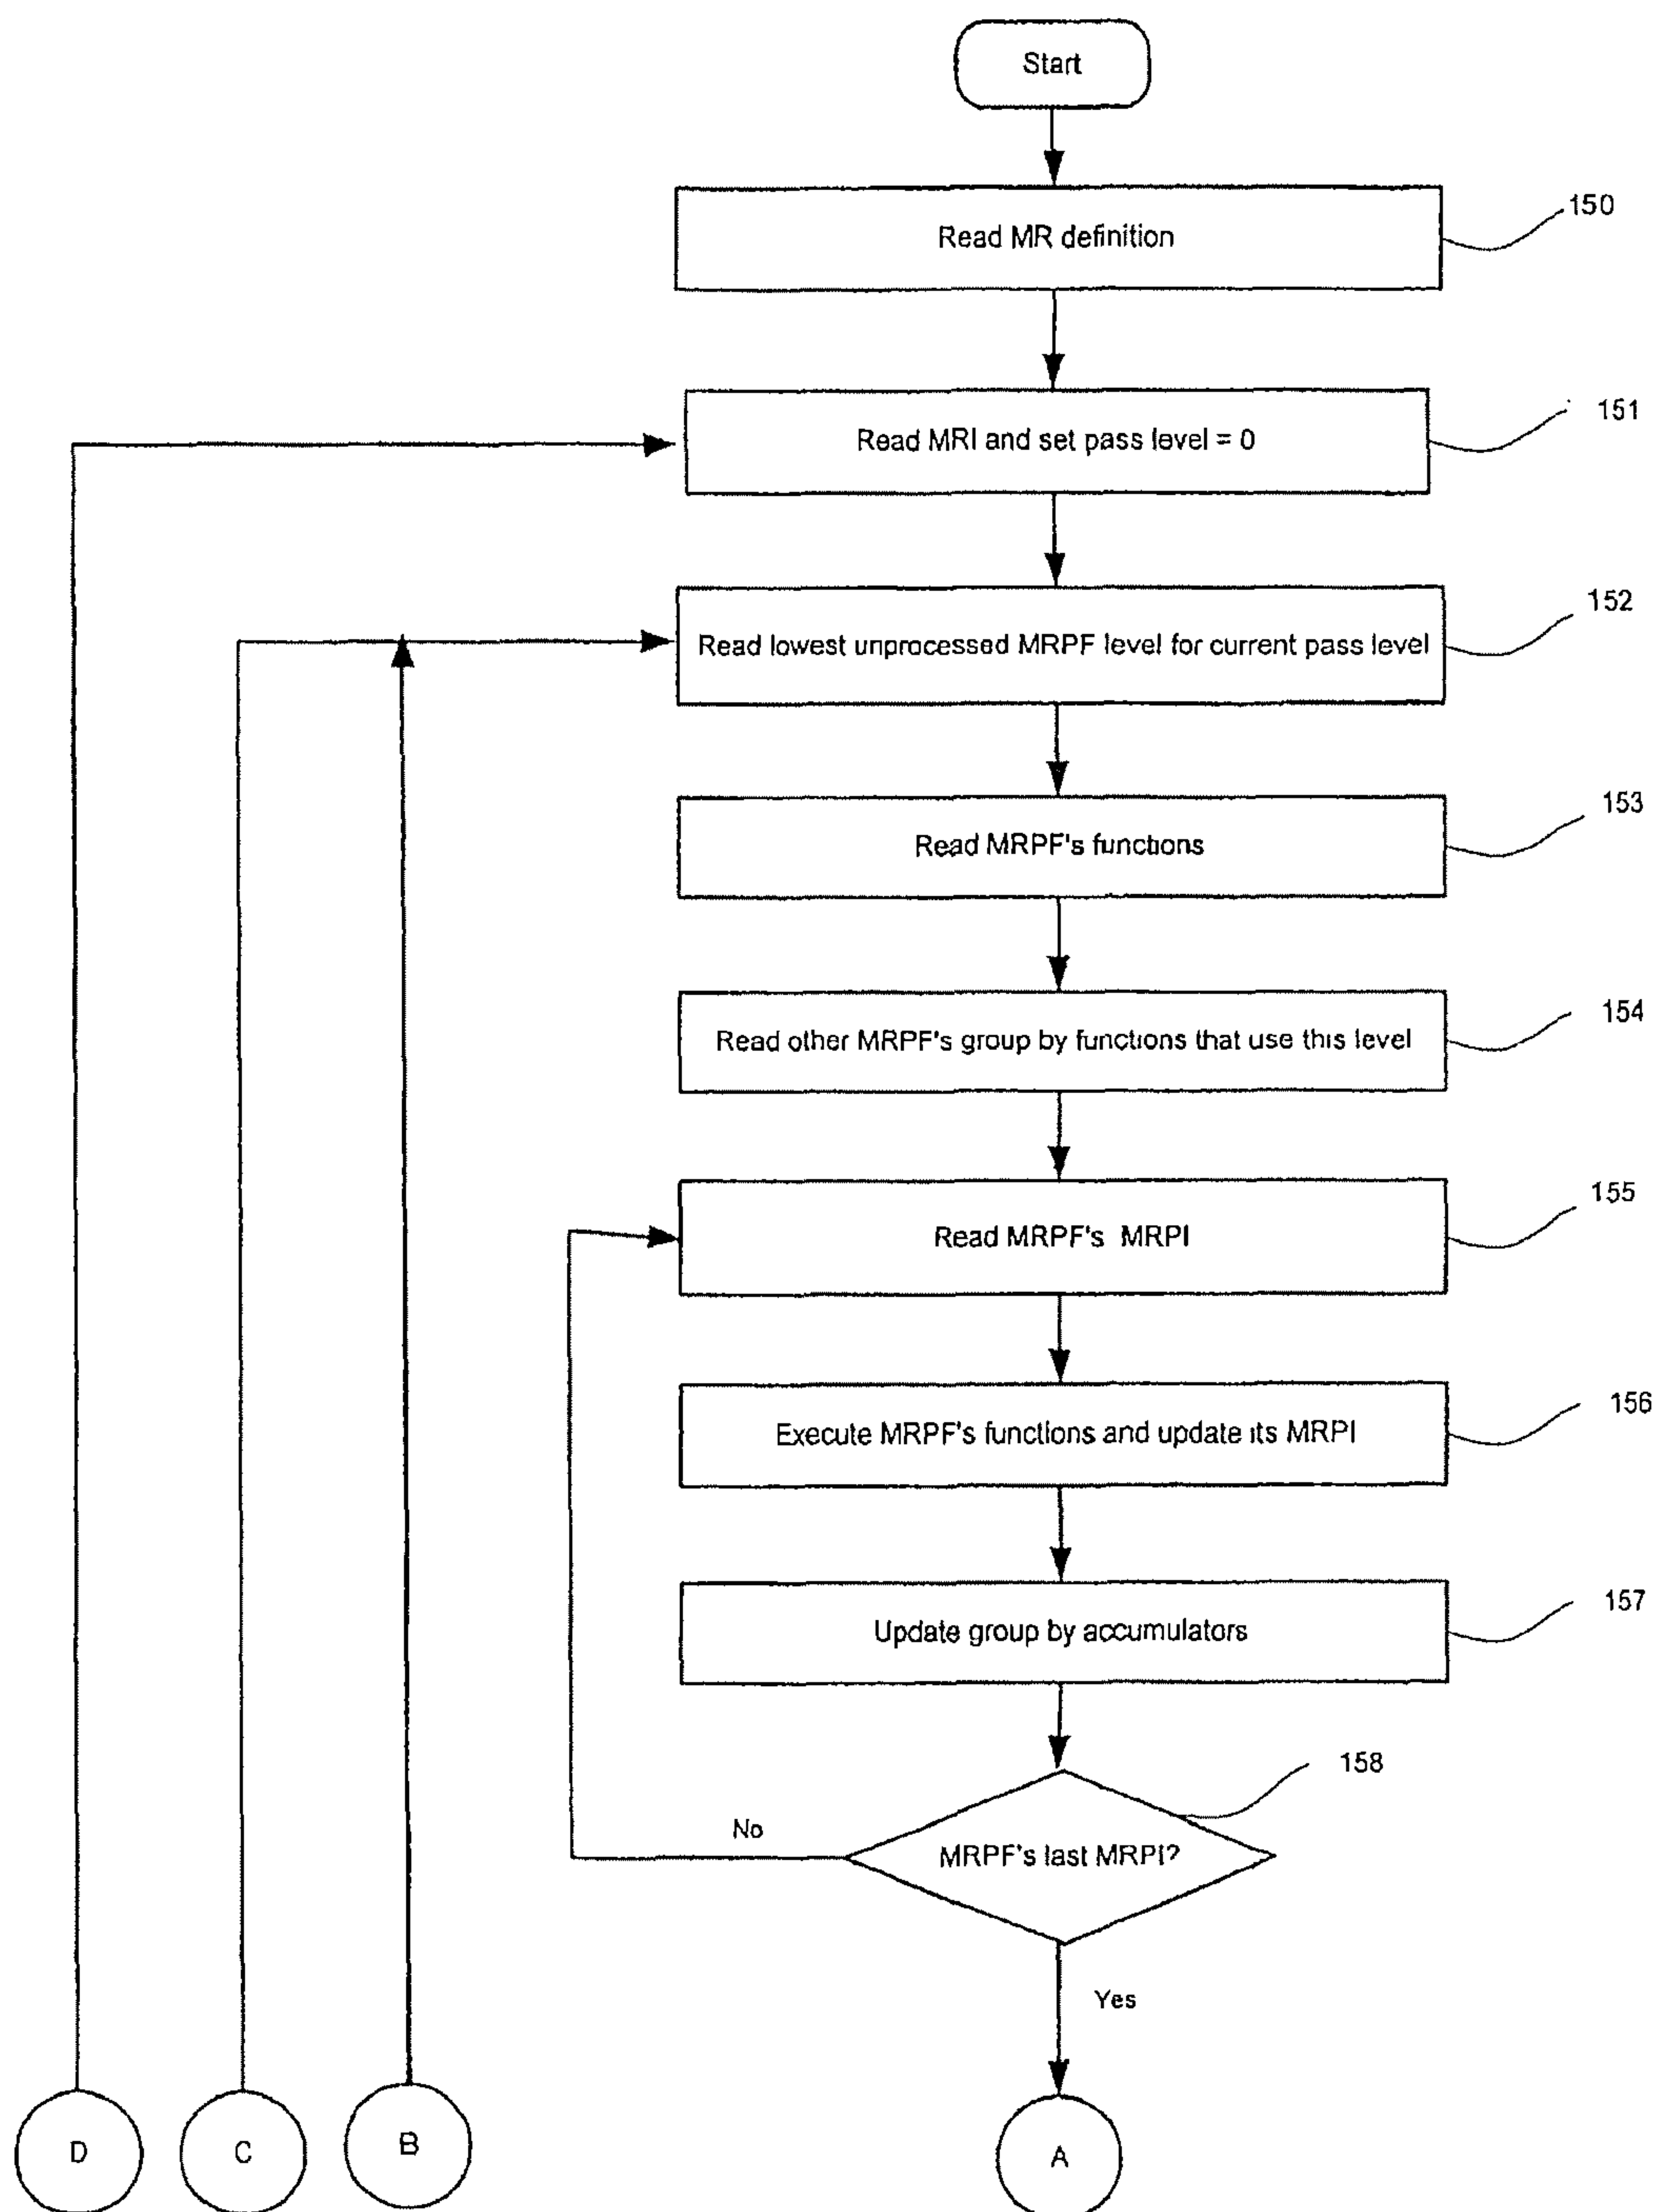 Start
Read MR definition
150
Read MRI and set pass level = 0
151
Read lowest unprocessed MRPF level for current pass level
152
Read MRPF's functions
153
Read other MRPF's group by functions that use this level
154
Read MRPF's MRPI
155
Execute MRPF's functions and update its MRPI
156
Update group by accumulators
157
158
MRPF's last MRPI?
No
Yes
D
C
B
A